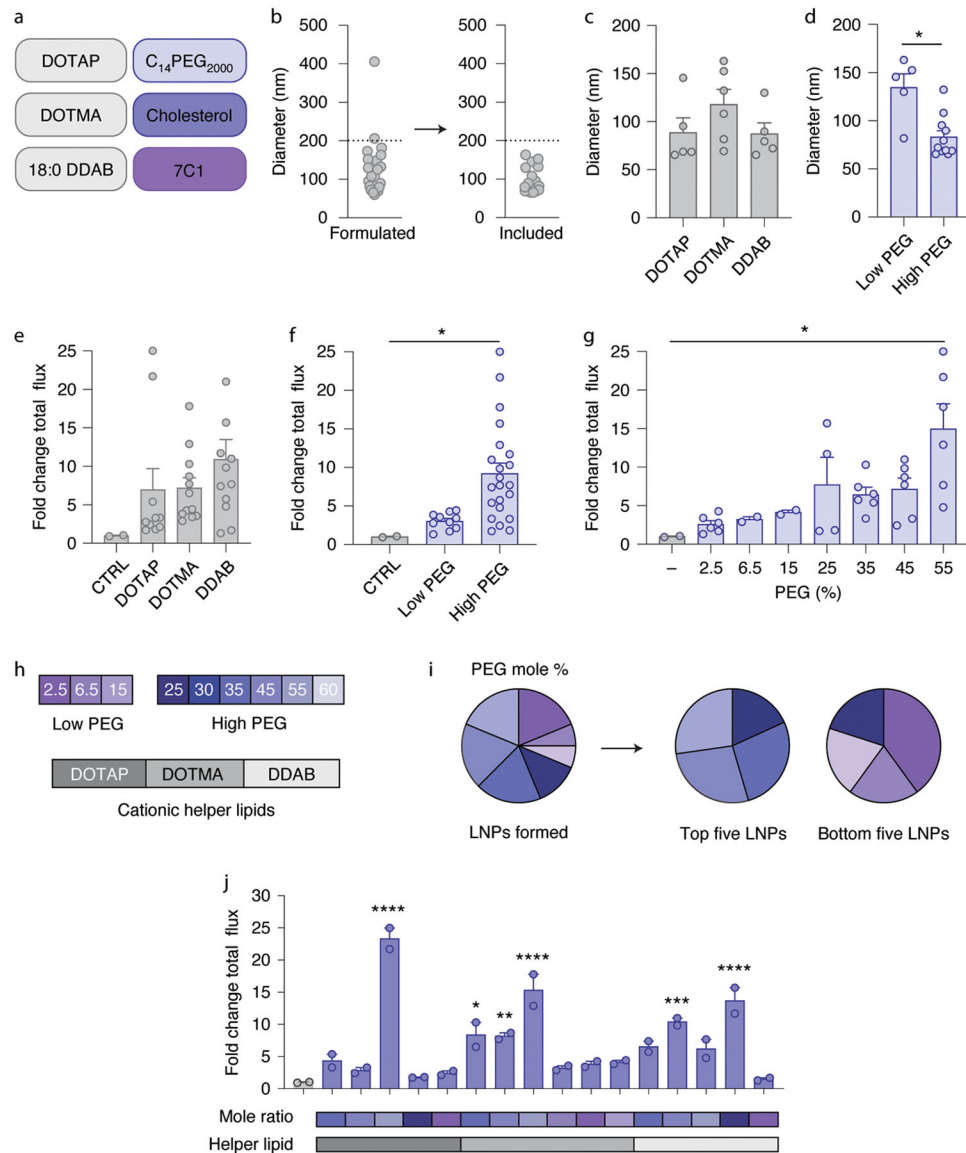 a
DOTAP
C14PEG2000
DOTMA
Cholesterol
18:0 DDAB
7C1
b
Diameter (nm)
500
400
300
200
100
0
Formulated
Diameter (nm)
500
400
300
200
100
0
Included
c
Diameter (nm)
200
150
100
50
0
DOTAP
DOTMA
DDAB
d
Diameter (nm)
200
150
100
50
0
*
Low PEG
High PEG
e
Fold change total flux
25
20
15
10
5
0
CTRL
DOTAP
DOTMA
DDAB
f
Fold change total flux
25
20
15
10
5
0
*
CTRL
Low PEG
High PEG
g
Fold change total flux
25
20
15
10
5
0
*
– 2.5 6.5 15 25 35 45 55
PEG (%)
h
2.5 6.5 15
Low PEG
25 30 35 45 55 60
High PEG
DOTAP DOTMA DDAB
Cationic helper lipids
i
PEG mole %
LNPs formed
Top five LNPs
Bottom five LNPs
j
Fold change total flux
30
25
20
15
10
5
0
**** * ** **** *** ****
Mole ratio
Helper lipid